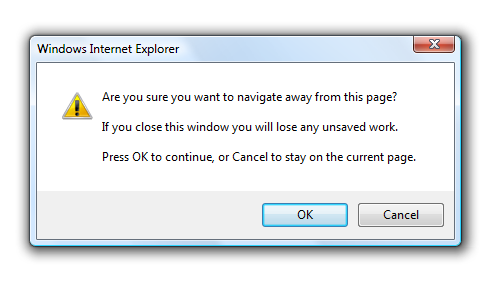 Windows Internet Explorer
Are you sure you want to navigate away from this page?
If you close this window you will lose any unsaved work.
Press OK to continue, or Cancel to stay on the current page.
OK
Cancel